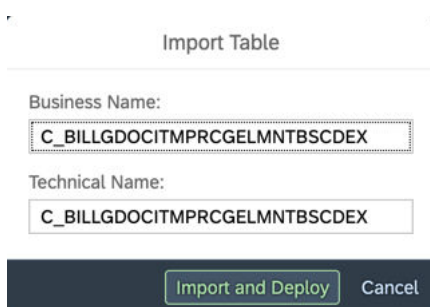 Import Table
Business Name:
C_BILLGDOCITMPRCGELMNTBSCDEX
Technical Name:
C_BILLGDOCITMPRCGELMNTBSCDEX
Import and Deploy Cancel